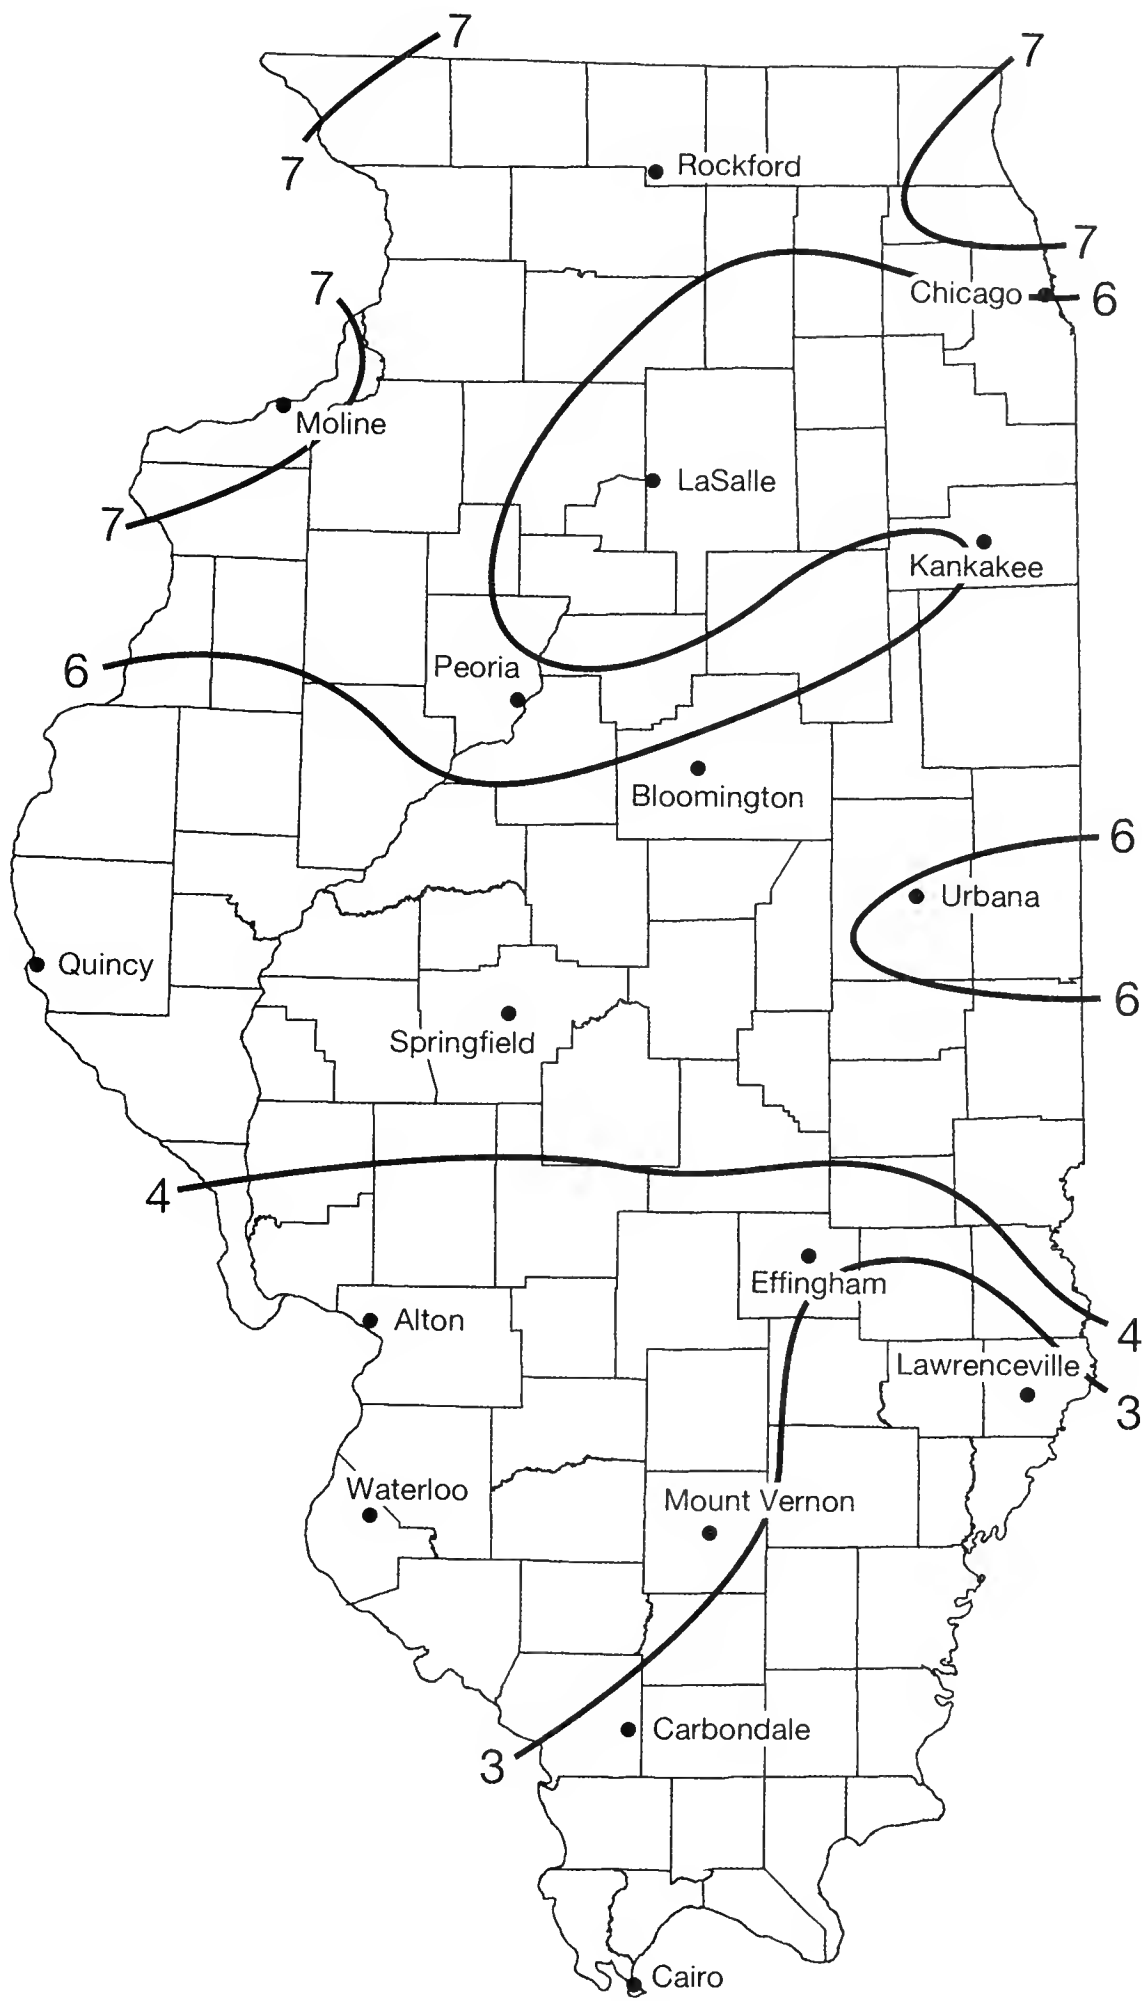 7
7
7
Rockford
7
7
Chicago
6
Moline
LaSalle
7
Kankakee
6
Peoria
Bloomington
6
Urbana
Quincy
6
Springfield
4
Effingham
Alton
4
Lawrenceville
3
Waterloo
Mount Vernon
Carbondale
3
Cairo